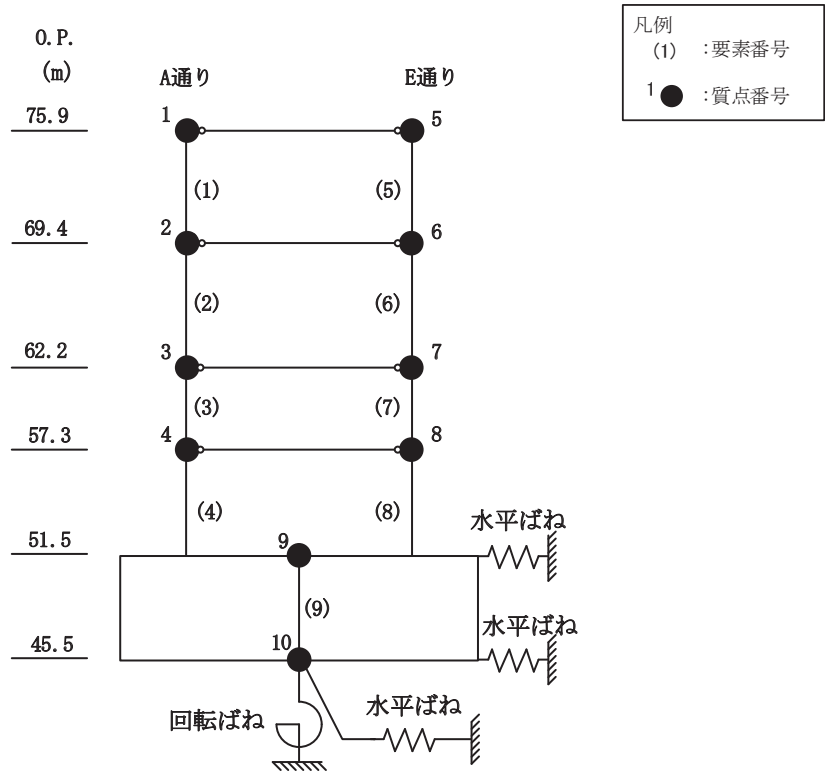 O.P.
(m)
A通り
E通り
凡例
(1) :要素番号
1 :質点番号
75.9
1
5
(1)
(5)
69.4
2
6
(2)
(6)
62.2
3
7
(3)
(7)
57.3
4
8
(4)
(8)
水平ばね
51.5
9
(9)
水平ばね
45.5
10
水平ばね
回転ばね